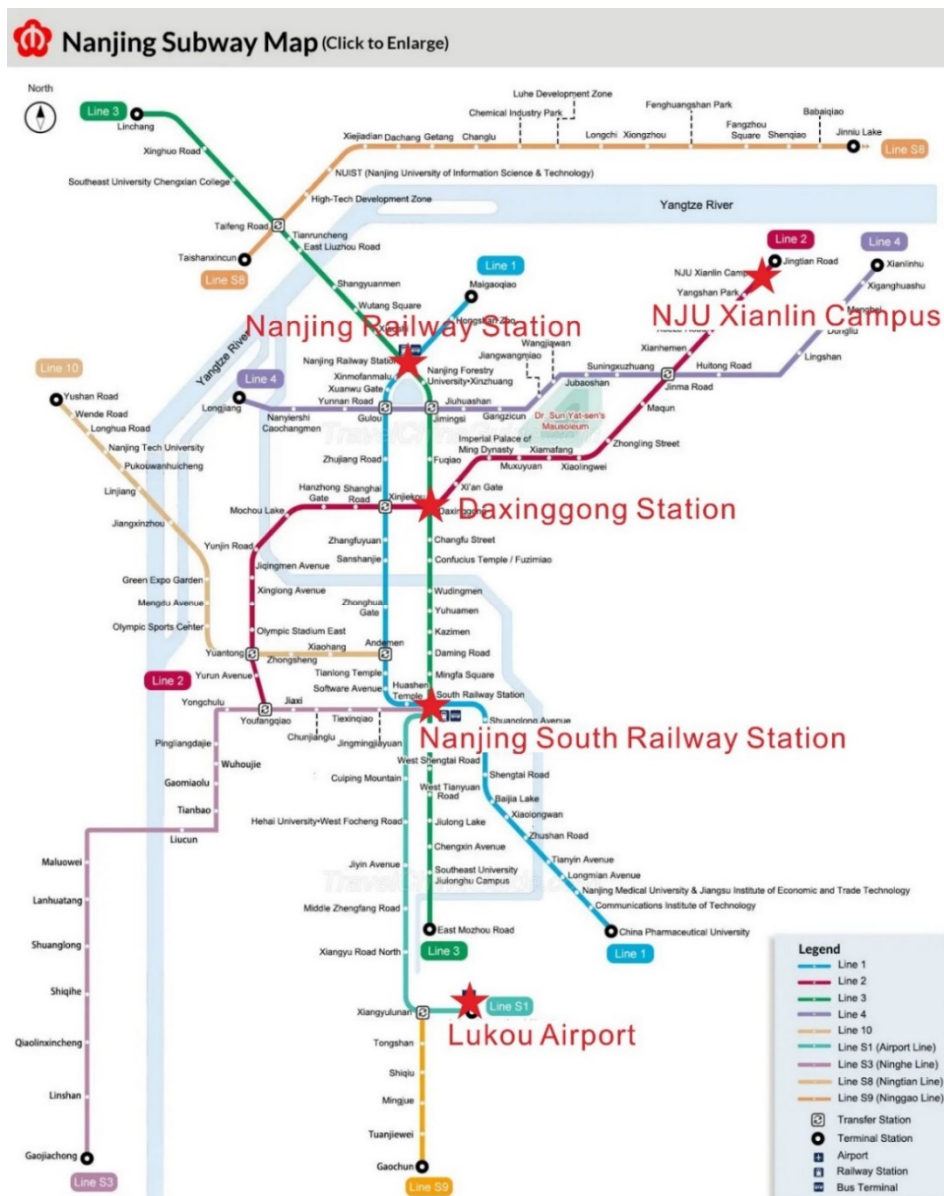 Nanjing Subway Map (Click to Enlarge)
North
Line 3
Linchang
Xinghuo Road
Southeast University Chengxian College
Taifeng Road
Taishanxincun
Line S8
Tianruncheng
East Liuzhou Road
Shangyuanmen
Wutang Square
High-Tech Development Zone
NUIST (Nanjing University of Information Science & Technology)
Xiejiadian
Dachang
Getang
Changlu
Chemical Industry Park
Luhe Development Zone
Longchi
Xiongzhou
Fenghuangshan Park
Fangzhou
Square
Shenqiao
Babaiqiao
Jinniu Lake
Line S8
Yangtze River
Yangtze River
Line 1
Maigaoqiao
Nanjing Railway Station
Nanjing Railway Station
Nanjing Forestry
University•Xinzhuang
Xinmofanmalu
Xuanwu Gate
Line 2
Jingtian Road
NJU Xianlin Camp
NJU Xianlin Campus
Yangshan Park
Xianhemen
Line 4
Xianlinhu
Xiganghuashu
Lingshan
Huitong Road
Jinma Road
Suningxuzhuang
Jubaoshan
Wangjiawan
Jiangwangmiao
Gangzicun
Jiuhuashan
Jimingsi
Gulou
Yunnan Road
Nanyiershi
Caochangmen
Longjiang
Line 4
Dr. Sun Yat-sen's
Mausoleum
Maqun
Zhongling Street
Xiaolingwei
Xiamafang
Muxuyuan
Imperial Palace of
Ming Dynasty
Xi'an Gate
Zhujiang Road
Fuqiao
Daxinggong
Daxinggong Station
Xinjiekou
Shanghai
Road
Hanzhong
Gate
Mochou Lake
Yunjin Road
Jiqingmen Avenue
Xinglong Avenue
Olympic Stadium East
Yuantong
Yurun Avenue
Line 2
Youfangqiao
Line 10
Yushan Road
Wende Road
Longhua Road
Nanjing Tech University
Pukouwanhuicheng
Linjiang
Jiangxinzhou
Green Expo Garden
Mengdu Avenue
Olympic Sports Center
Zhongsheng
Xiaohang
Andemen
Zhangfuyuan
Sanshanjie
Zhonghua
Gate
Tianlong Temple
Software Avenue
Huashen
Temple
Changfu Street
Confucius Temple / Fuzimiao
Wudingmen
Yuhuamen
Kazimen
Daming Road
Mingfa Square
South Railway Station
Nanjing South Railway Station
Shuanglong Avenue
Shengtai Road
Baijia Lake
Xiaolongwan
Zhushan Road
Tianyin Avenue
Longmian Avenue
Nanjing Medical University & Jiangsu Institute of Economic and Trade Technology
Communications Institute of Technology
China Pharmaceutical University
Line 1
West Shengtai Road
West Tianyuan
Road
Jiulong Lake
Chengxin Avenue
Southeast University
Jiulonghu Campus
East Mozhou Road
Line 3
Cuiping Mountain
Hehai University•West Focheng Road
Jiyin Avenue
Middle Zhengfang Road
Xiangyu Road North
Xiangyulunan
Line S1
Lukou Airport
Tongshan
Shiqiu
Mingjue
Tuanjiewei
Gaochun
Line S9
Yongchulu
Jiaxi
Chunjianglu
Tiexinqiao
Jingmingjiayuan
Pingliangdajie
Wuhoujie
Gaomiaolu
Tianbao
Liucun
Maluowei
Lanhuatang
Shuanglong
Shiqihe
Qiaolinxincheng
Linshan
Gaojiachong
Line S3
Legend
Line 1
Line 2
Line 3
Line 4
Line 10
Line S1 (Airport Line)
Line S3 (Ninghe Line)
Line S8 (Ningtian Line)
Line S9 (Ninggao Line)
Transfer Station
Terminal Station
Airport
Railway Station
Bus Terminal